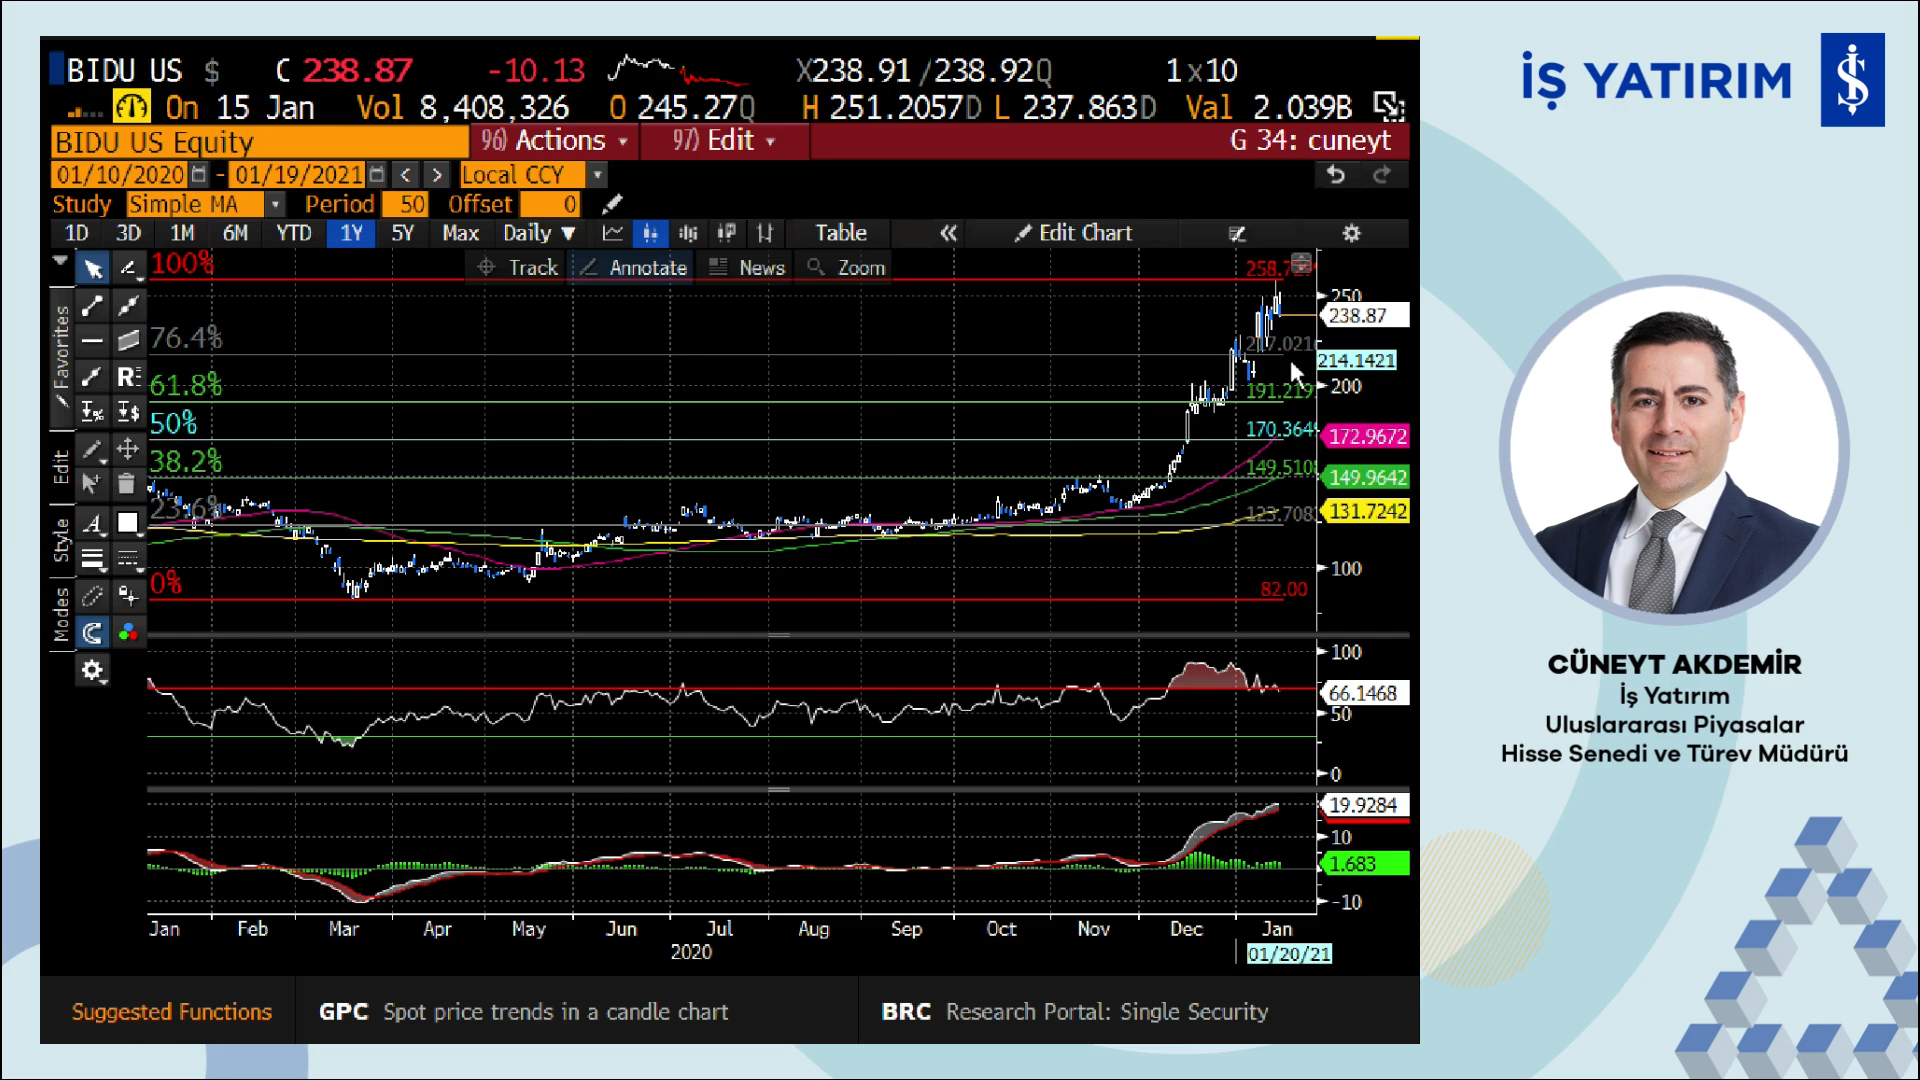 BIDU US $ C 238.87 -10.13 X238.91/238.92Q 1x10
On 15 Jan Vol 8,408,326 O 245.27Q H 251.2057D L 237.863D Val 2.039B
BIDU US Equity 96) Actions 97) Edit G 34: cuneyt
01/10/2020 - 01/19/2021 < > Local CCY
Study Simple MA Period 50 Offset 0
1D 3D 1M 6M YTD 1Y 5Y Max Daily Table « Edit Chart
Track Annotate News Zoom
100%
76.4%
61.8%
50%
38.2%
23.6%
0%
Favorites
Edit
Style
Modes
R
A
250
238.87
214.1421
200
170.364
172.9672
149.510
149.9642
131.7242
100
82.00
100
66.1468
50
0
19.9284
10
1.683
-10
Jan Feb Mar Apr May Jun Jul Aug Sep Oct Nov Dec Jan
2020 01/20/21
Suggested Functions GPC Spot price trends in a candle chart BRC Research Portal: Single Security
İŞ YATIRIM
CÜNEYT AKDEMİR
İş Yatırım
Uluslararası Piyasalar
Hisse Senedi ve Türev Müdürü